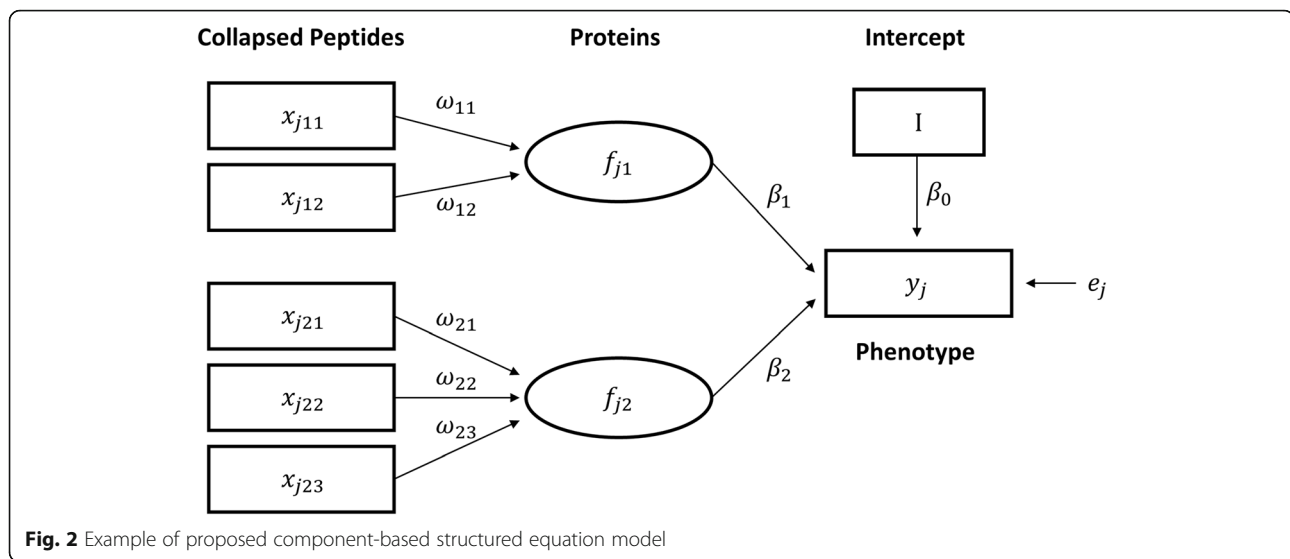 Collapsed Peptides
Proteins
Intercept
x_{j11}
x_{j12}
ω_{11}
ω_{12}
f_{j1}
β_1
I
β_0
x_{j21}
x_{j22}
x_{j23}
ω_{21}
ω_{22}
ω_{23}
f_{j2}
β_2
y_j
e_j
Phenotype
Fig. 2 Example of proposed component-based structured equation model